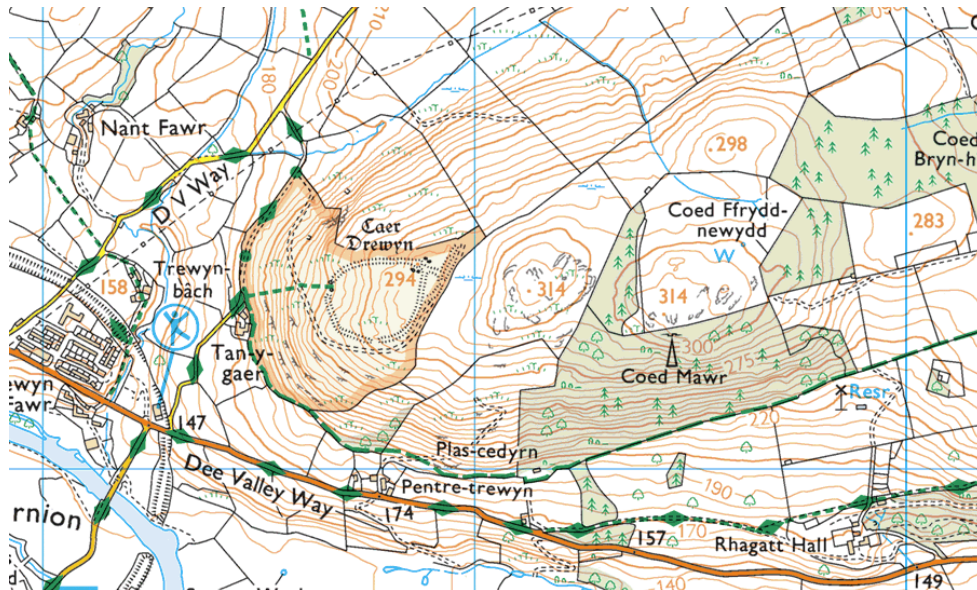 210
200
180
Nant Fawr
298
Coed
Bryn-h
D V Way
Coed Ffrydd-
newydd
Caer
Drewyn
283
W
Trewyn-
bâch
158
294
314
314
Tan-y-
gaer
300
275
Coed Mawr
Resr
ewyn
awr
147
220
Plas-cedyrn
Dee Valley Way
Pentre-trewyn
190
rnion
174
157
170
Rhagatt Hall
140
149